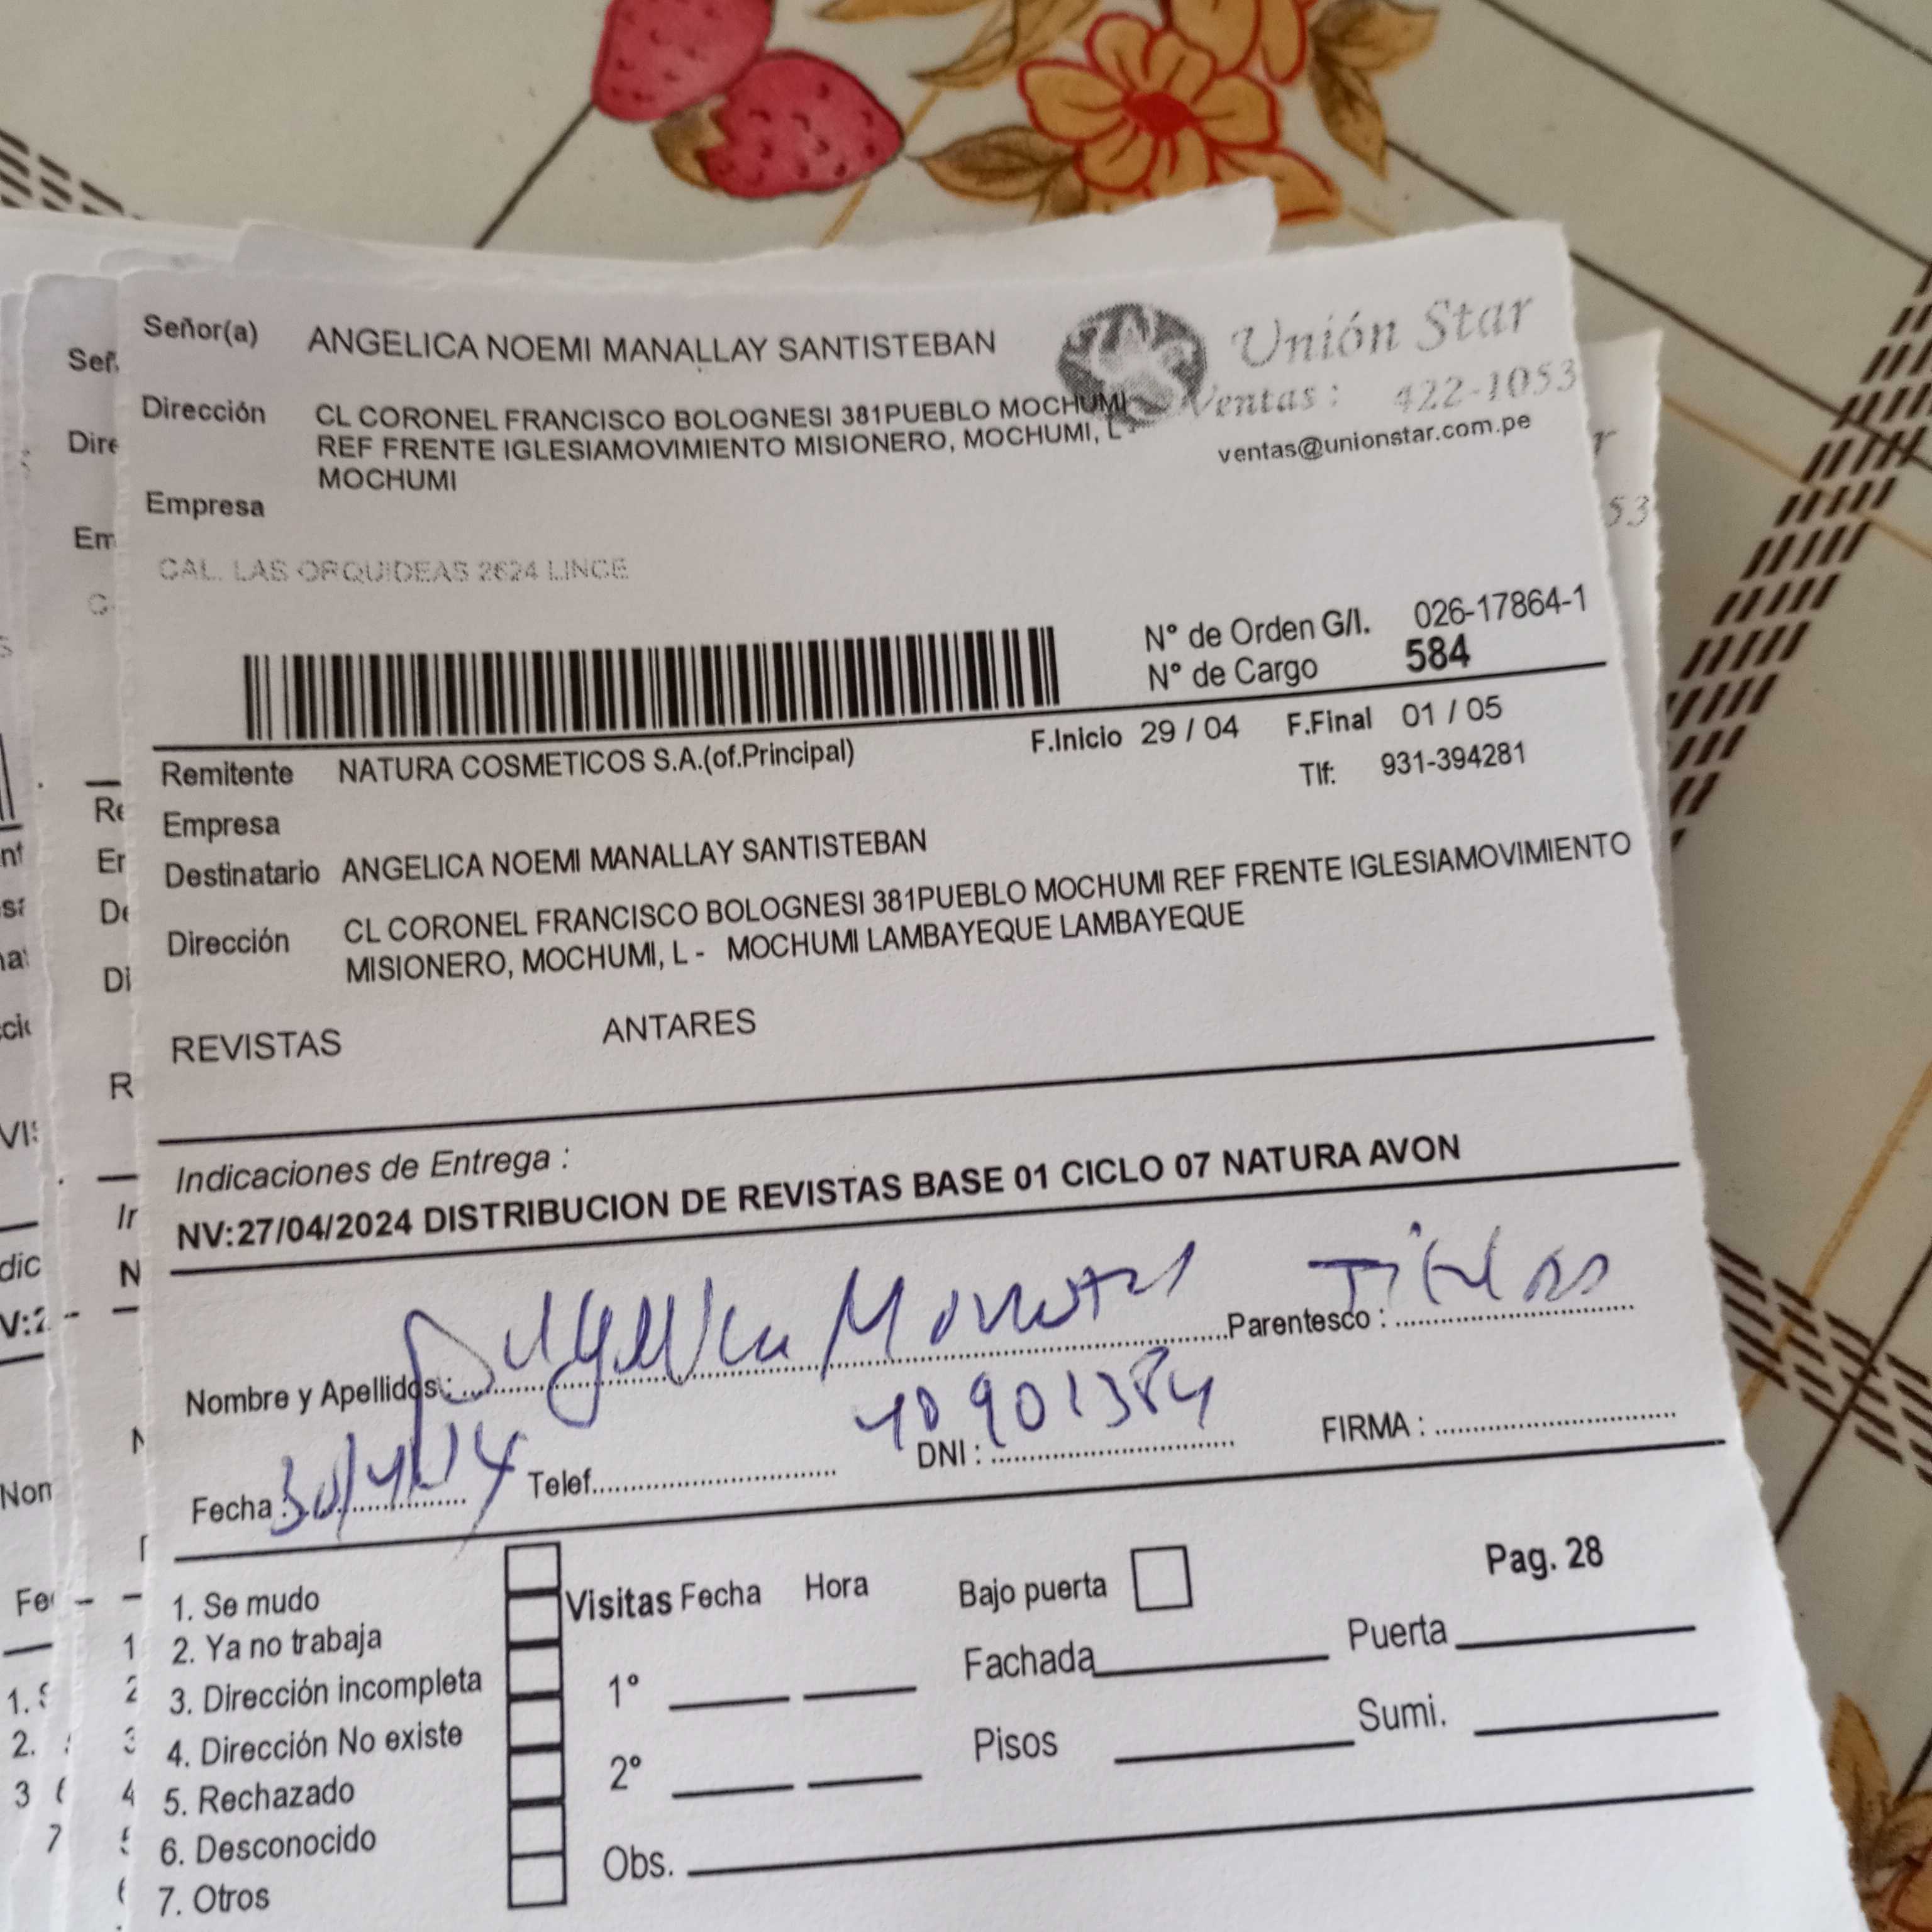 Señor(a) ANGELICA NOEMI MANALLAY SANTISTEBAN
Unión Star
Ventas : 422-1053
ventas@unionstar.com.pe
Dirección CL CORONEL FRANCISCO BOLOGNESI 381PUEBLO MOCHUMI
REF FRENTE IGLESIAMOVIMIENTO MISIONERO, MOCHUMI, L -
MOCHUMI
Empresa
CAL. LAS ORQUIDEAS 2624 LINCE
N° de Orden G/I. 026-17864-1
N° de Cargo 584
F.Inicio 29 / 04 F.Final 01 / 05
Remitente NATURA COSMETICOS S.A.(of.Principal)
Tlf: 931-394281
Empresa
Destinatario ANGELICA NOEMI MANALLAY SANTISTEBAN
Dirección CL CORONEL FRANCISCO BOLOGNESI 381PUEBLO MOCHUMI REF FRENTE IGLESIAMOVIMIENTO
MISIONERO, MOCHUMI, L - MOCHUMI LAMBAYEQUE LAMBAYEQUE
REVISTAS ANTARES
Indicaciones de Entrega :
NV:27/04/2024 DISTRIBUCION DE REVISTAS BASE 01 CICLO 07 NATURA AVON
Nombre y Apellidos: Angelica Parentesco :
Fecha : Telef. DNI : 40901384 FIRMA :
Pag. 28
1. Se mudo
2. Ya no trabaja
3. Dirección incompleta
4. Dirección No existe
5. Rechazado
6. Desconocido
7. Otros
Visitas Fecha Hora
1°
2°
Obs.
Bajo puerta
Fachada Puerta
Pisos Sumi.